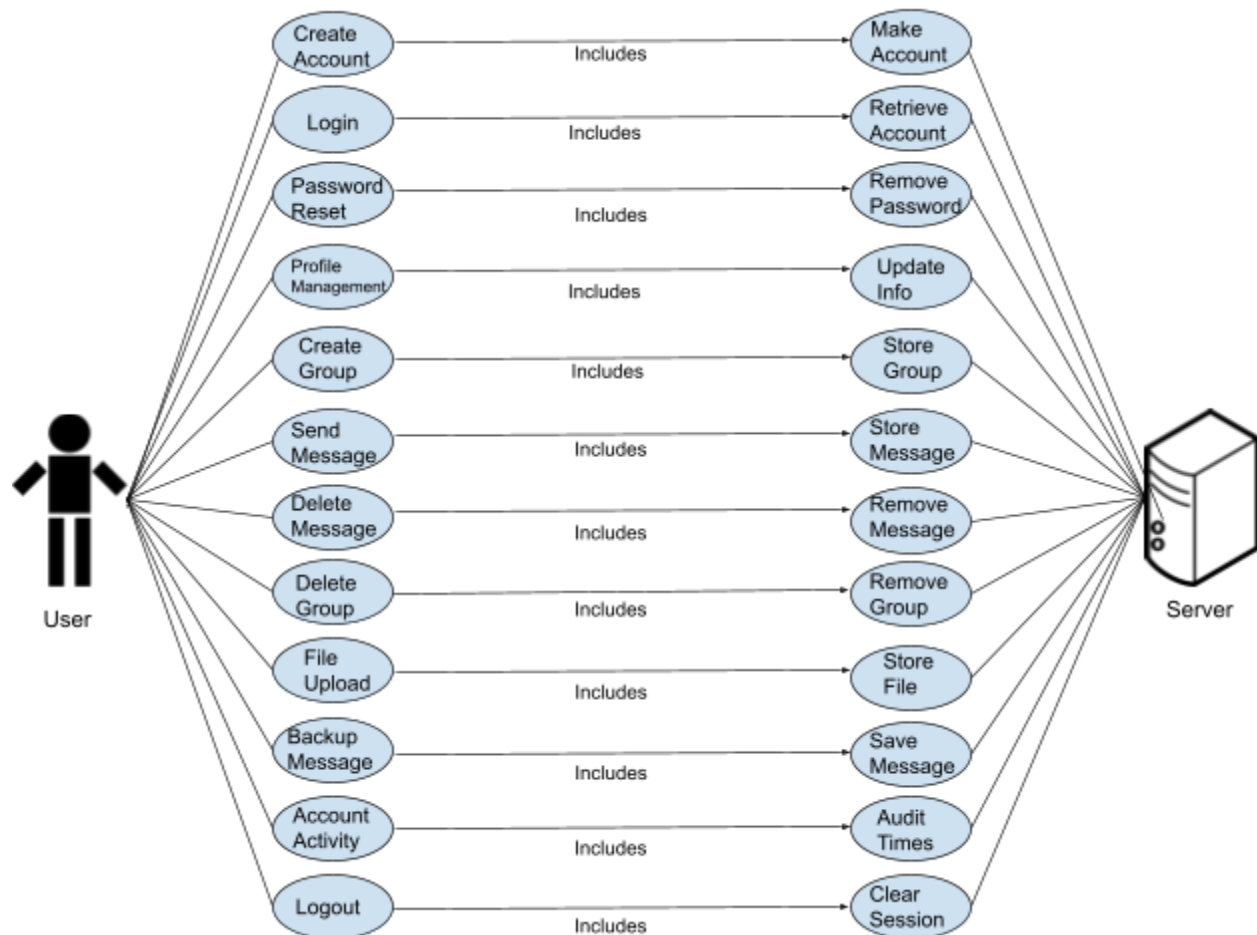 Create
Account
Includes
Make
Account
Login
Includes
Retrieve
Account
Password
Reset
Includes
Remove
Password
Profile
Management
Includes
Update
Info
Create
Group
Includes
Store
Group
Send
Message
Includes
Store
Message
Delete
Message
Includes
Remove
Message
Delete
Group
Includes
Remove
Group
User
Server
File
Upload
Includes
Store
File
Backup
Message
Includes
Save
Message
Account
Activity
Includes
Audit
Times
Logout
Includes
Clear
Session